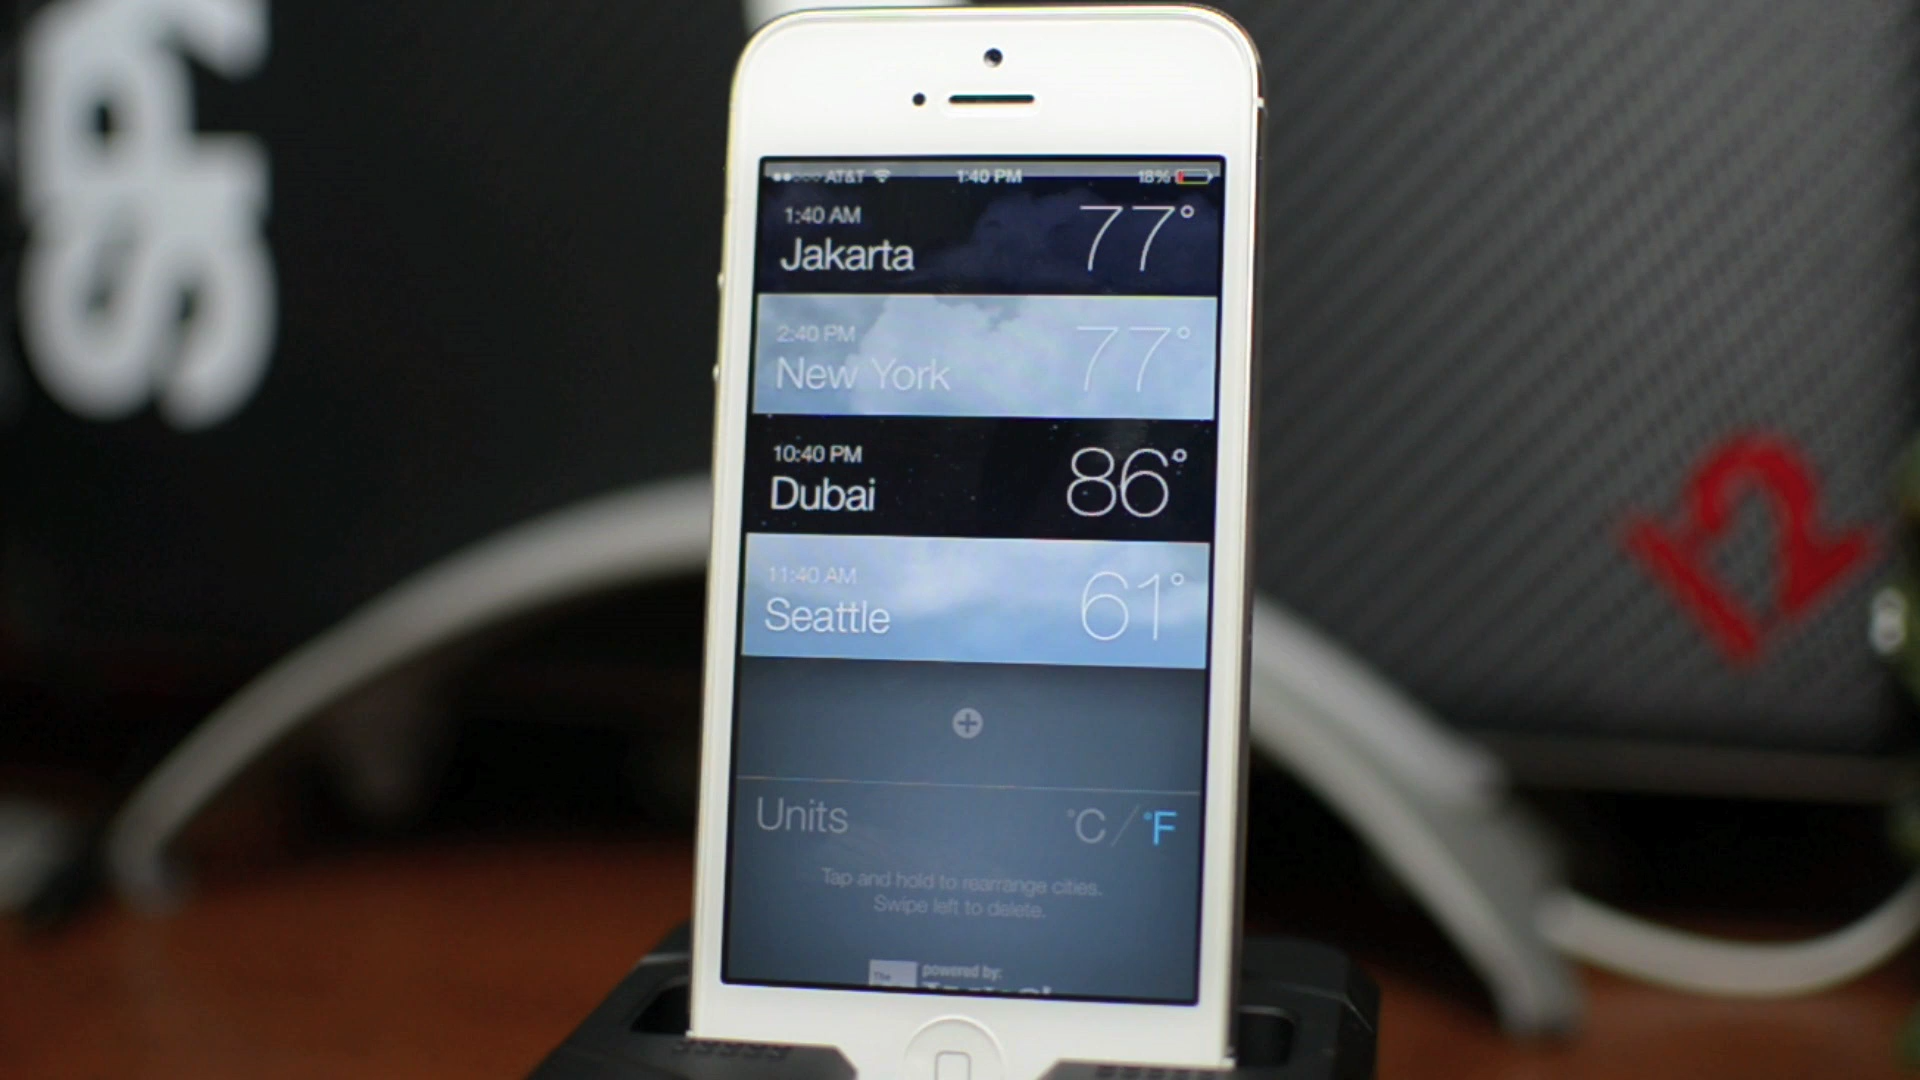 AT&T 1:40 PM 18%
1:40 AM
Jakarta 77°
2:40 PM
New York 77°
10:40 PM
Dubai 86°
11:40 AM
Seattle 61°
Units °C / °F
Tap and hold to rearrange cities.
Swipe left to delete.
The powered by: